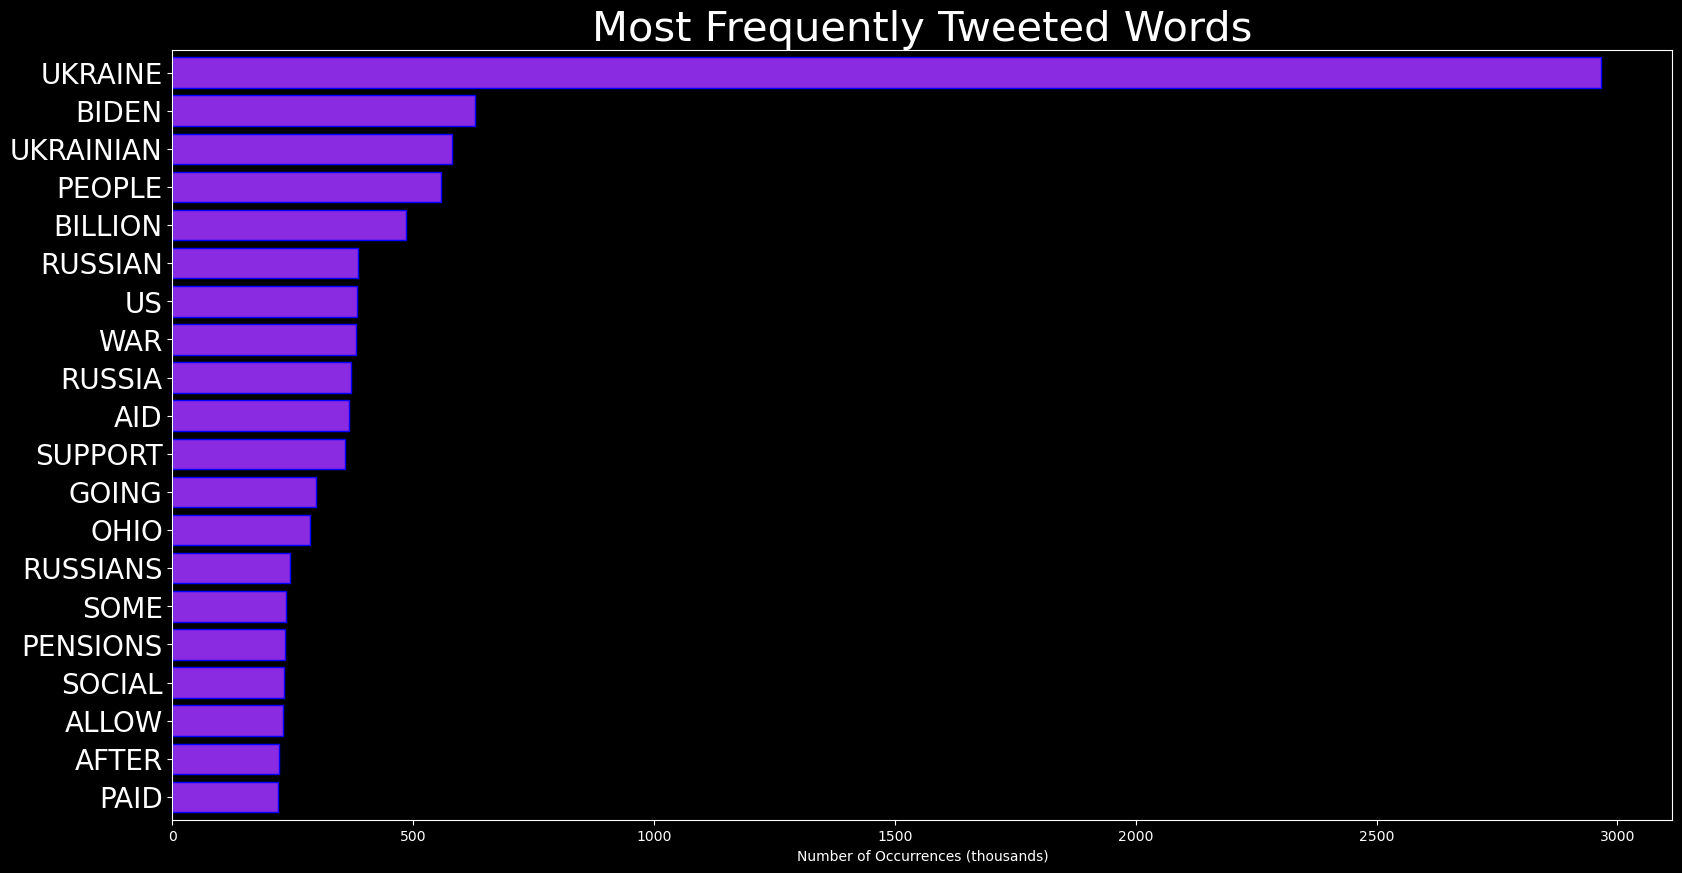 Most Frequently Tweeted Words
UKRAINE
BIDEN
UKRAINIAN
PEOPLE
BILLION
RUSSIAN
US
WAR
RUSSIA
AID
SUPPORT
GOING
OHIO
RUSSIANS
SOME
PENSIONS
SOCIAL
ALLOW
AFTER
PAID
0 500 1000 1500 2000 2500 3000
Number of Occurrences (thousands)